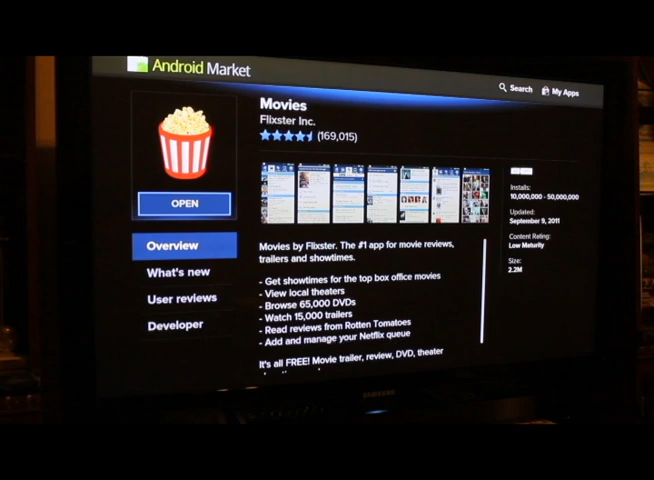 Android Market
Search My Apps
Movies
Flixster Inc.
(169,015)
OPEN
Overview
What's new
User reviews
Developer
Movies by Flixster. The #1 app for movie reviews,
trailers and showtimes.
- Get showtimes for the top box office movies
- View local theaters
- Browse 65,000 DVDs
- Watch 15,000 trailers
- Read reviews from Rotten Tomatoes
- Add and manage your Netflix queue
It's all FREE! Movie trailer, review, DVD, theater
Installs:
10,000,000 - 50,000,000
Updated:
September 9, 2011
Content Rating:
Low Maturity
Size:
2.2M
SAMSUNG